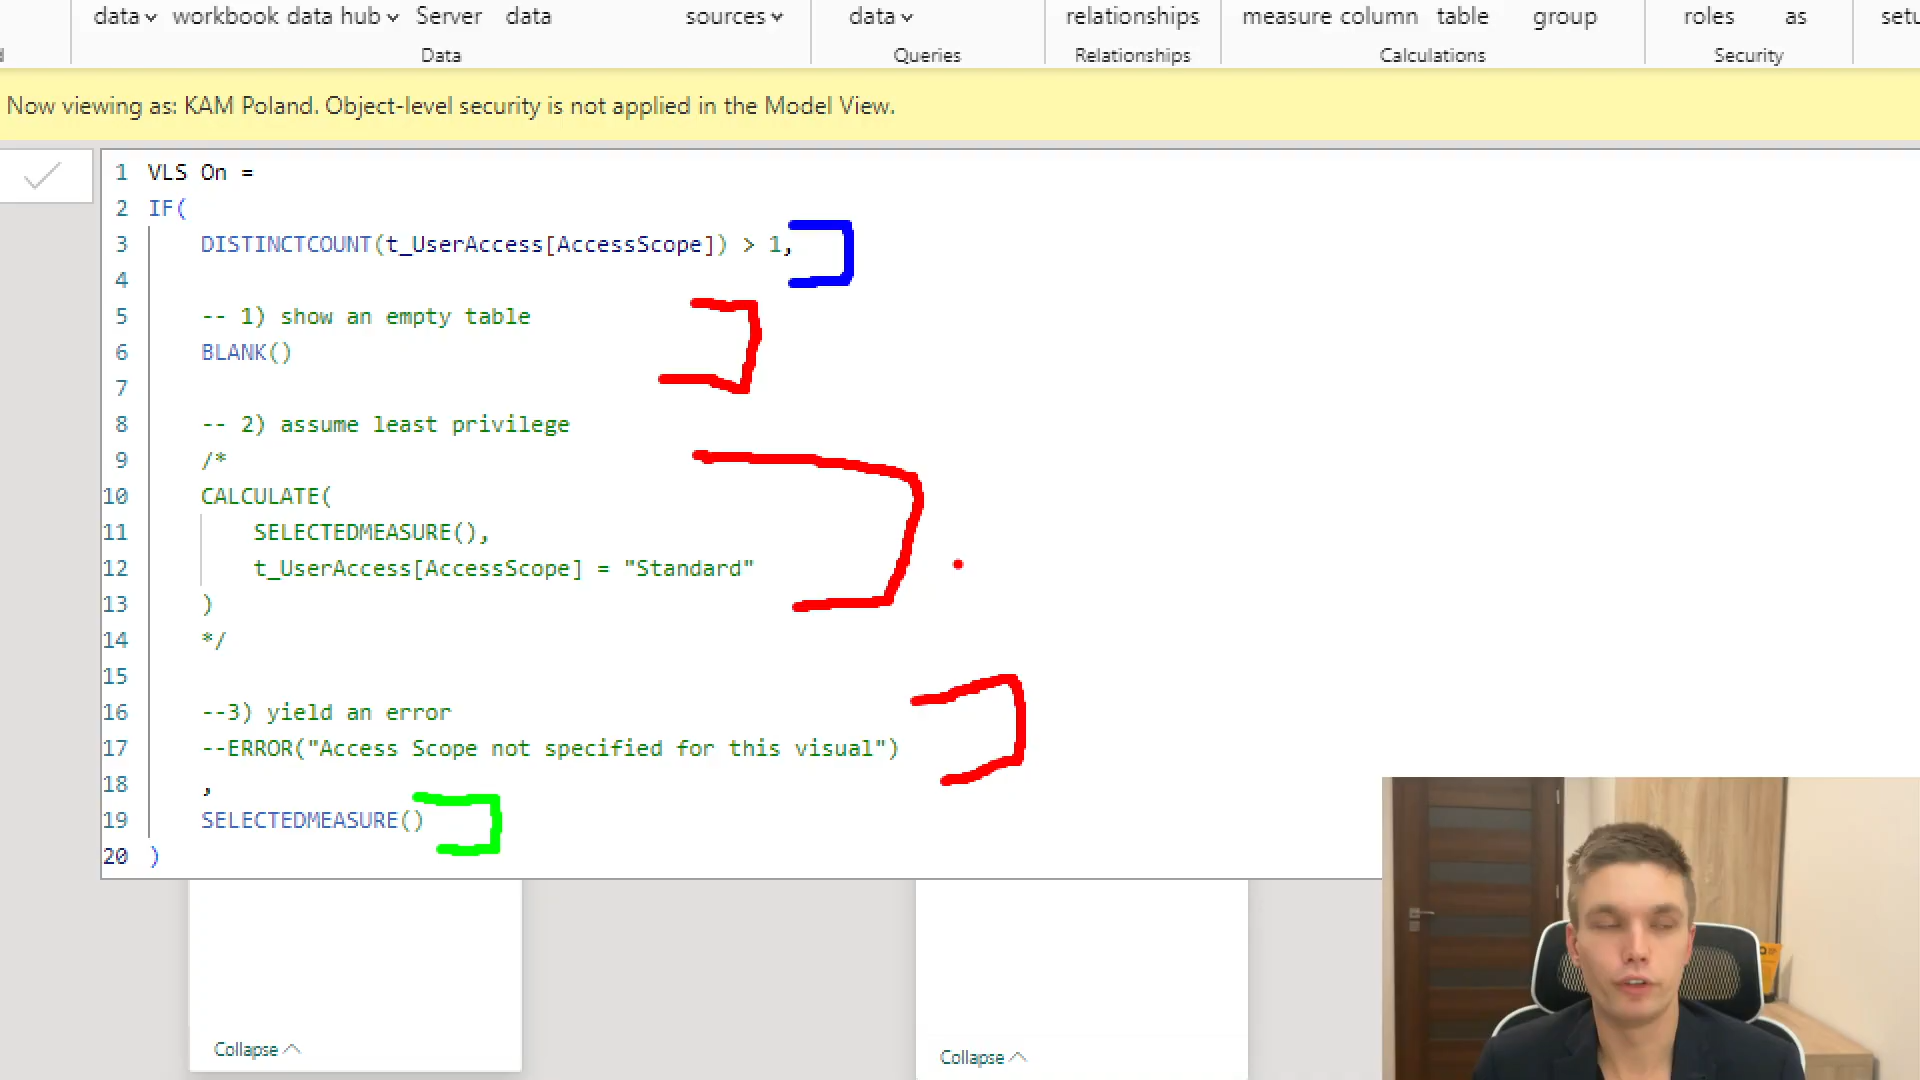 data workbook data hub Server data sources data relationships measure column table group roles as
Data Queries Relationships Calculations Security
Now viewing as: KAM Poland. Object-level security is not applied in the Model View.
1 VLS On =
2 IF(
3 DISTINCTCOUNT(t_UserAccess[AccessScope]) > 1,
4
5 -- 1) show an empty table
6 BLANK()
7
8 -- 2) assume least privilege
9 /*
10 CALCULATE(
11 SELECTEDMEASURE(),
12 t_UserAccess[AccessScope] = "Standard"
13 )
14 */
15
16 --3) yield an error
17 --ERROR("Access Scope not specified for this visual")
18 ,
19 SELECTEDMEASURE()
20 )
Collapse Collapse